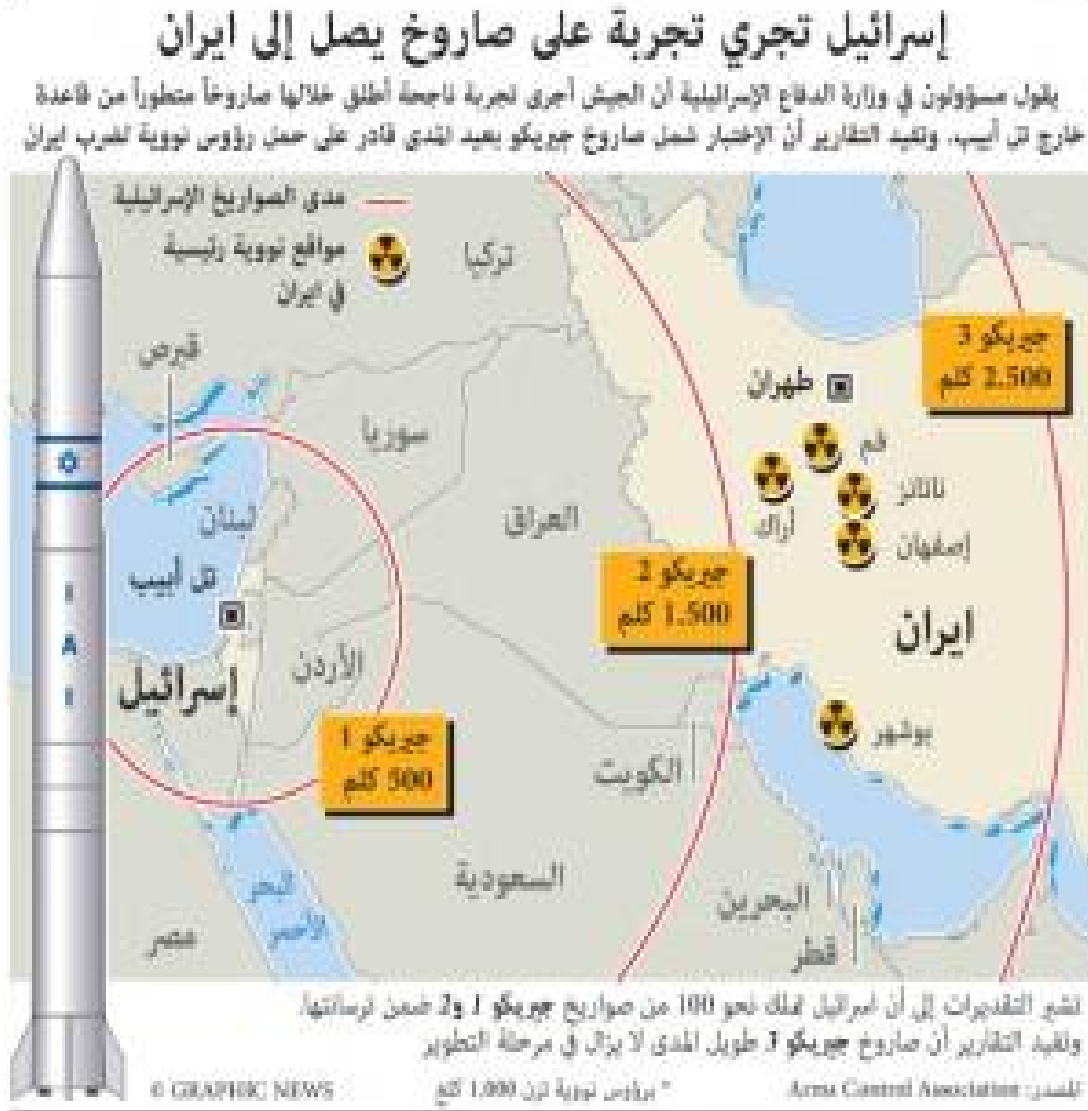 إسرائيل تجري تجربة على صاروخ يصل إلى ايران
يقول مسؤولون في وزارة الدفاع الإسرائيلية أن الجيش أجرى تجربة ناجحة أطلق خلالها صاروخاً متطوراً من قاعدة
خارج تل أبيب. وتفيد التقارير أن الإختبار شمل صاروخ جيريكو بعيد المدى قادر على حمل رؤوس نووية لضرب ايران
مدى الصواريخ الإسرائيلية
مواقع نووية رئيسية
في ايران
تركيا
قبرص
جيريكو 3
2.500 كلم
طهران
قم
سوريا
ناتانز
أراك
العراق
لبنان
إصفهان
تل أبيب
جيريكو 2
1.500 كلم
ايران
الأردن
إسرائيل
بوشهر
جيريكو 1
500 كلم
الكويت
السعودية
البحر
الأحمر
البحرين
مصر
قطر
O
I
A
I
تشير التقديرات إلى أن اسرائيل تملك نحو 100 من صواريخ جيريكو 1 و2 ضمن ترسانتها.
وتفيد التقارير أن صاروخ جيريكو 3 طويل المدى لا يزال في مرحلة التطوير
المصدر: Arms Control Association
* برؤوس نووية تزن 1.000 كلغ
© GRAPHIC NEWS